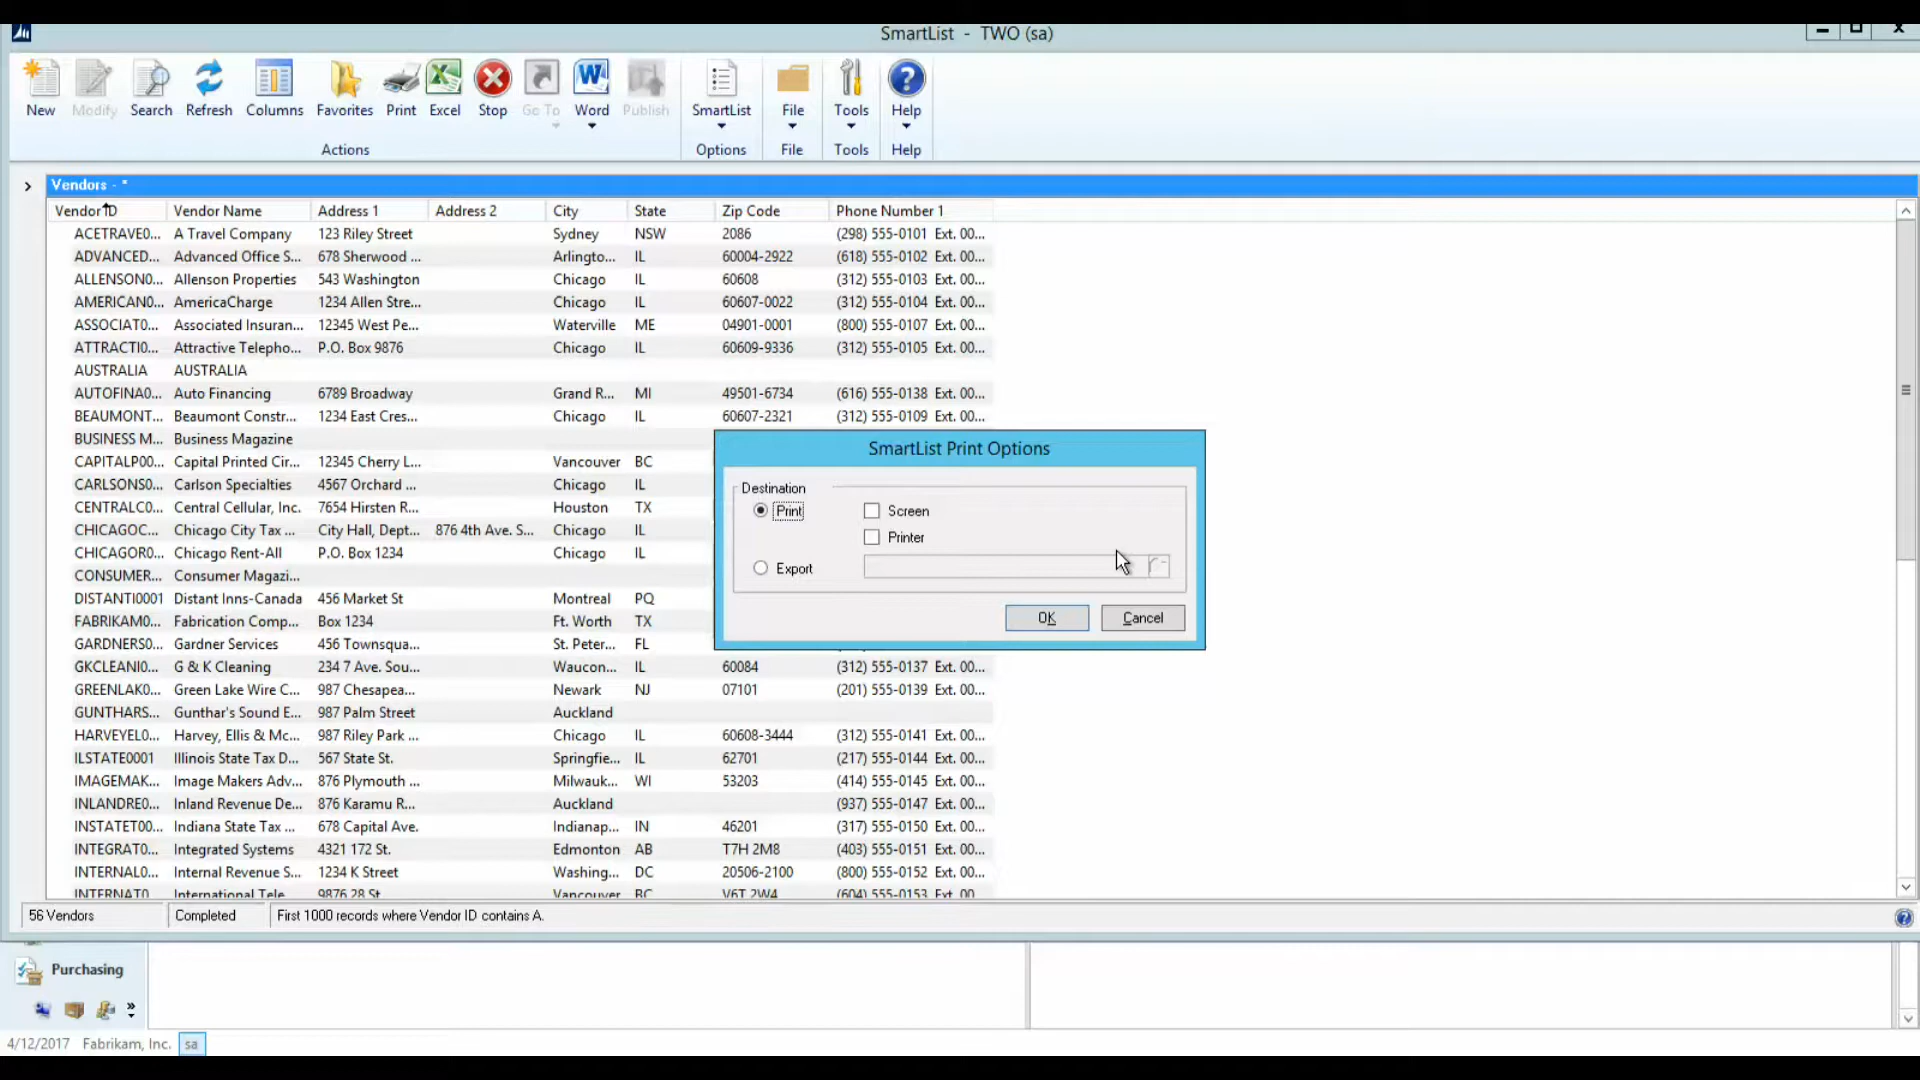 SmartList - TWO (sa)
New Modify Search Refresh Columns Favorites Print Excel Stop Go To Word Publish SmartList File Tools Help
Actions Options File Tools Help
Vendors - *
Vendor ID Vendor Name Address 1 Address 2 City State Zip Code Phone Number 1
ACETRAVE0... A Travel Company 123 Riley Street Sydney NSW 2086 (298) 555-0101 Ext. 00...
ADVANCED... Advanced Office S... 678 Sherwood ... Arlingto... IL 60004-2922 (618) 555-0102 Ext. 00...
ALLENSON0... Allenson Properties 543 Washington Chicago IL 60608 (312) 555-0103 Ext. 00...
AMERICAN0... AmericaCharge 1234 Allen Stre... Chicago IL 60607-0022 (312) 555-0104 Ext. 00...
ASSOCIAT0... Associated Insuran... 12345 West Pe... Waterville ME 04901-0001 (800) 555-0107 Ext. 00...
ATTRACTI0... Attractive Telepho... P.O. Box 9876 Chicago IL 60609-9336 (312) 555-0105 Ext. 00...
AUSTRALIA AUSTRALIA
AUTOFINA0... Auto Financing 6789 Broadway Grand R... MI 49501-6734 (616) 555-0138 Ext. 00...
BEAUMONT... Beaumont Constr... 1234 East Cres... Chicago IL 60607-2321 (312) 555-0109 Ext. 00...
BUSINESS M... Business Magazine
CAPITALP00... Capital Printed Cir... 12345 Cherry L... Vancouver BC
CARLSONS0... Carlson Specialties 4567 Orchard ... Chicago IL
CENTRALC0... Central Cellular, Inc. 7654 Hirsten R... Houston TX
CHICAGOC... Chicago City Tax ... City Hall, Dept... 876 4th Ave. S... Chicago IL
CHICAGOR0... Chicago Rent-All P.O. Box 1234 Chicago IL
CONSUMER... Consumer Magazi...
DISTANTI0001 Distant Inns-Canada 456 Market St Montreal PQ
FABRIKAM0... Fabrication Comp... Box 1234 Ft. Worth TX
GARDNERS0... Gardner Services 456 Townsqua... St. Peter... FL
GKCLEANI0... G & K Cleaning 234 7 Ave. Sou... Waucon... IL 60084 (312) 555-0137 Ext. 00...
GREENLAK0... Green Lake Wire C... 987 Chesapea... Newark NJ 07101 (201) 555-0139 Ext. 00...
GUNTHARS... Gunthar's Sound E... 987 Palm Street Auckland
HARVEYEL0... Harvey, Ellis & Mc... 987 Riley Park ... Chicago IL 60608-3444 (312) 555-0141 Ext. 00...
ILSTATE0001 Illinois State Tax D... 567 State St. Springfie... IL 62701 (217) 555-0144 Ext. 00...
IMAGEMAK... Image Makers Adv... 876 Plymouth ... Milwauk... WI 53203 (414) 555-0145 Ext. 00...
INLANDRE0... Inland Revenue De... 876 Karamu R... Auckland (937) 555-0147 Ext. 00...
INSTATET00... Indiana State Tax ... 678 Capital Ave. Indianap... IN 46201 (317) 555-0150 Ext. 00...
INTEGRAT0... Integrated Systems 4321 172 St. Edmonton AB T7H 2M8 (403) 555-0151 Ext. 00...
INTERNAL0... Internal Revenue S... 1234 K Street Washing... DC 20506-2100 (800) 555-0152 Ext. 00...
INTERNAT0 International Tele 9876 28 St Vancouver BC V6T 2W4 (604) 555-0153 Ext. 00
SmartList Print Options
Destination
Print Screen
Printer
Export
OK Cancel
56 Vendors Completed First 1000 records where Vendor ID contains A.
Purchasing
4/12/2017 Fabrikam, Inc. sa